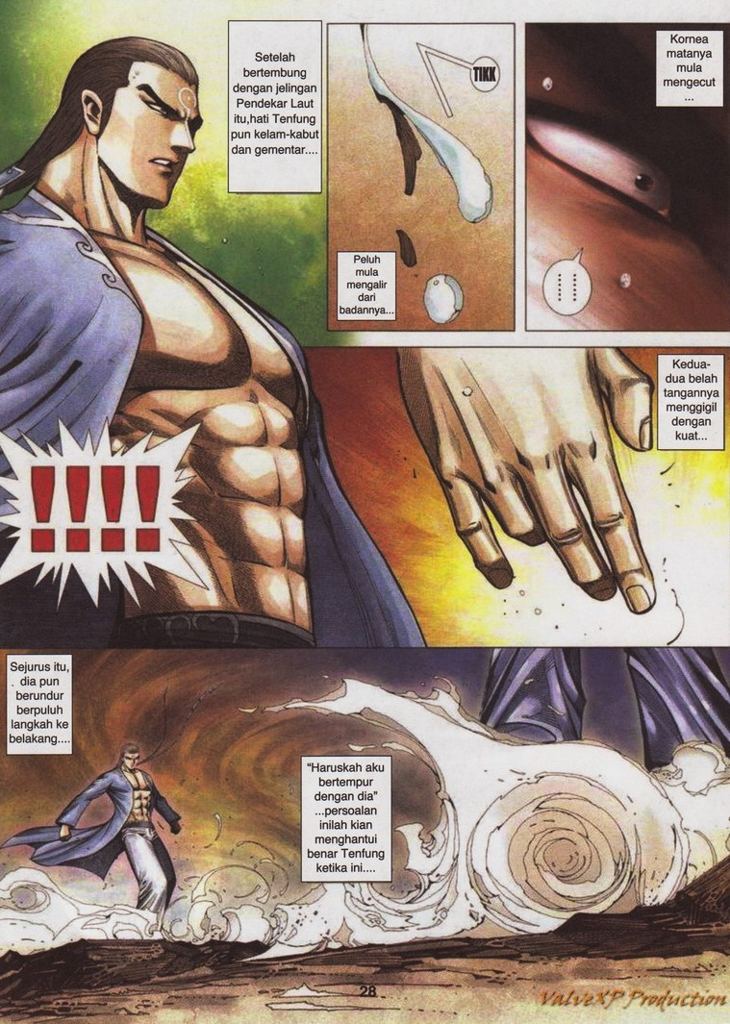 Setelah
bertembung
dengan jelingan
Pendekar Laut
itu,hati Tenfung
pun kelam-kabut
dan gementar....
TIKK
Peluh
mula
mengalir
dari
badannya...
Kornea
matanya
mula
mengecut
...
......
!!!!
Kedua-
dua belah
tangannya
menggigil
dengan
kuat...
Sejurus itu,
dia pun
berundur
berpuluh
langkah ke
belakang....
"Haruskah aku
bertempur
dengan dia"
...persoalan
inilah kian
menghantui
benar Tenfung
ketika ini....
28
ValveXP Production